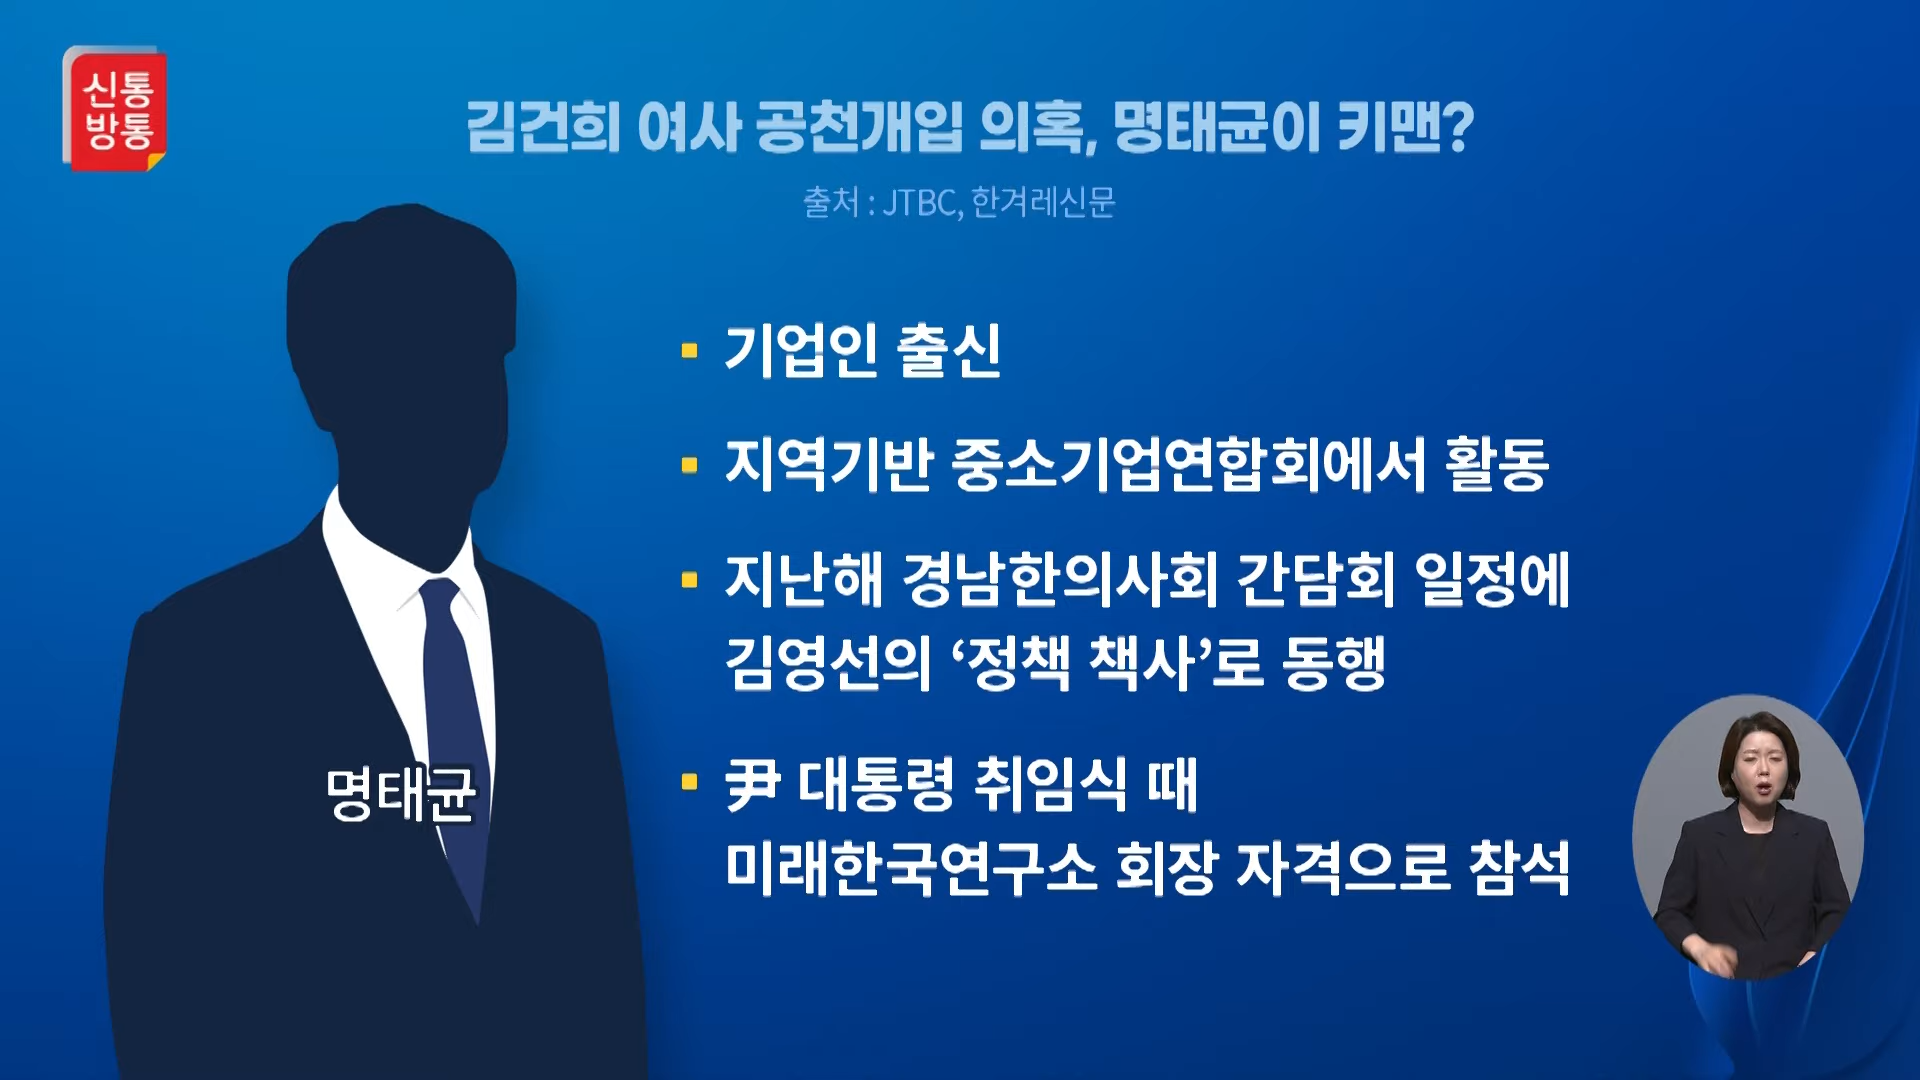 신통
방통
김건희 여사 공천개입 의혹, 명태균이 키맨?
출처 : JTBC, 한겨레신문
▪ 기업인 출신
▪ 지역기반 중소기업연합회에서 활동
▪ 지난해 경남한의사회 간담회 일정에
김영선의 ‘정책 책사’로 동행
▪ 尹 대통령 취임식 때
미래한국연구소 회장 자격으로 참석
명태균